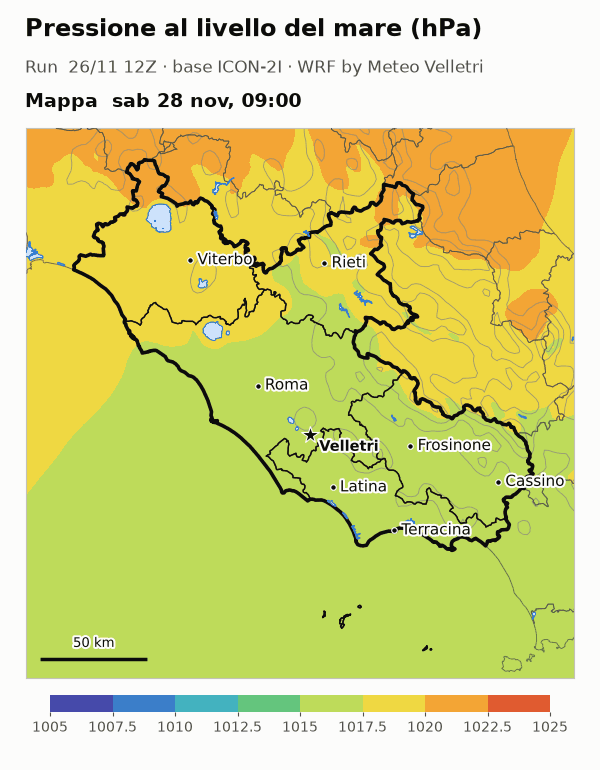 Pressione al livello del mare (hPa)
Run  26/11 12Z · base ICON-2I · WRF by Meteo Velletri
Mappa  sab 28 nov, 09:00
Viterbo
Rieti
Roma
Velletri
Frosinone
Cassino
Latina
Terracina
50 km
1005 1007.5 1010 1012.5 1015 1017.5 1020 1022.5 1025